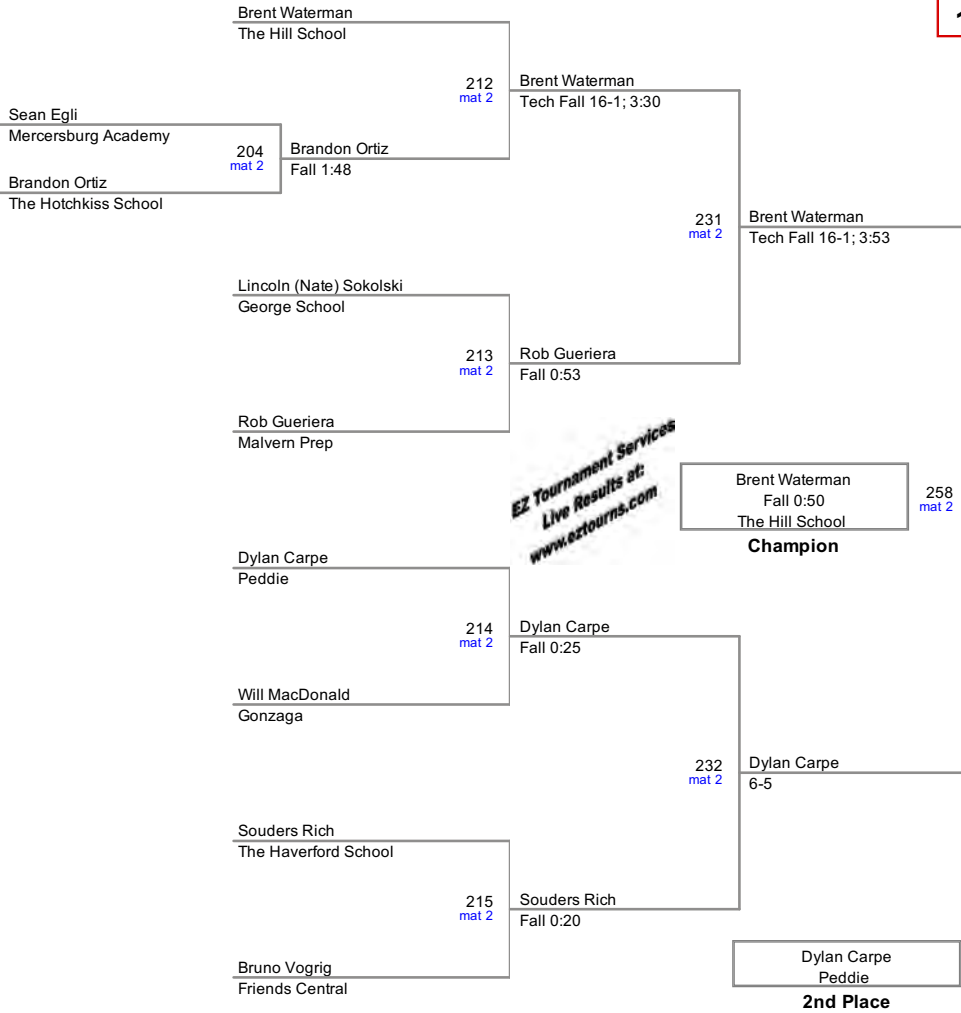 Brent Waterman
The Hill School
212
mat 2
Brent Waterman
Tech Fall 16-1; 3:30
Sean Egli
Mercersburg Academy
204
mat 2
Brandon Ortiz
Fall 1:48
Brandon Ortiz
The Hotchkiss School
231
mat 2
Brent Waterman
Tech Fall 16-1; 3:53
Lincoln (Nate) Sokolski
George School
213
mat 2
Rob Gueriera
Fall 0:53
Rob Gueriera
Malvern Prep
EZ Tournament Services
Live Results at:
www.eztourns.com
Brent Waterman
Fall 0:50
The Hill School
258
mat 2
Champion
Dylan Carpe
Peddie
214
mat 2
Dylan Carpe
Fall 0:25
Will MacDonald
Gonzaga
232
mat 2
Dylan Carpe
6-5
Souders Rich
The Haverford School
215
mat 2
Souders Rich
Fall 0:20
Bruno Vogrig
Friends Central
Dylan Carpe
Peddie
2nd Place